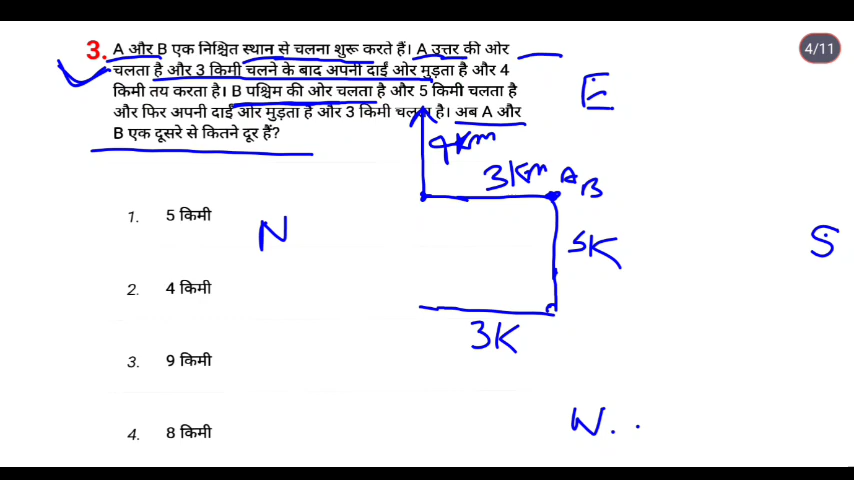 3. A और B एक निश्चित स्थान से चलना शुरू करते हैं। A उत्तर की ओर
चलता है और 3 किमी चलने के बाद अपनी दाईं ओर मुड़ता है और 4
किमी तय करता है। B पश्चिम की ओर चलता है और 5 किमी चलता है
और फिर अपनी दाईं ओर मुड़ता है और 3 किमी चलता है। अब A और
B एक दूसरे से कितने दूर हैं?
4/11
E
4km
3km A B
1. 5 किमी
N
5K
S
2. 4 किमी
3K
3. 9 किमी
4. 8 किमी
W..